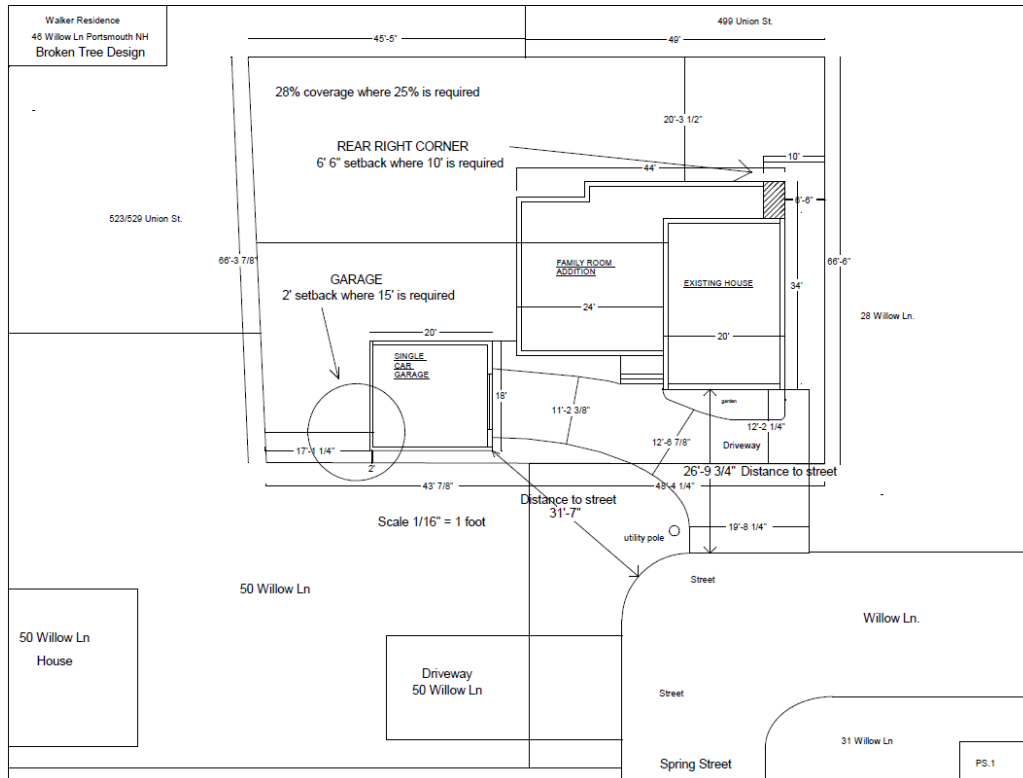 Walker Residence
46 Willow Ln Portsmouth NH
Broken Tree Design
499 Union St.
45'-5"
49'
28% coverage where 25% is required
20'-3 1/2"
REAR RIGHT CORNER
6' 6" setback where 10' is required
10'
44'
6'-6"
523/529 Union St.
66'-3 7/8"
FAMILY ROOM
ADDITION
EXISTING HOUSE
66'-6"
34'
GARAGE
2' setback where 15' is required
24'
28 Willow Ln.
20'
20'
SINGLE
CAR
GARAGE
18'
11'-2 3/8"
garden
12'-2 1/4"
12'-6 7/8"
Driveway
17'-1 1/4"
2'
26'-9 3/4" Distance to street
43' 7/8"
48'-4 1/4"
Distance to street
31'-7"
Scale 1/16" = 1 foot
19'-8 1/4"
utility pole
Street
50 Willow Ln
Willow Ln.
50 Willow Ln
House
Driveway
50 Willow Ln
Street
31 Willow Ln
Spring Street
PS.1